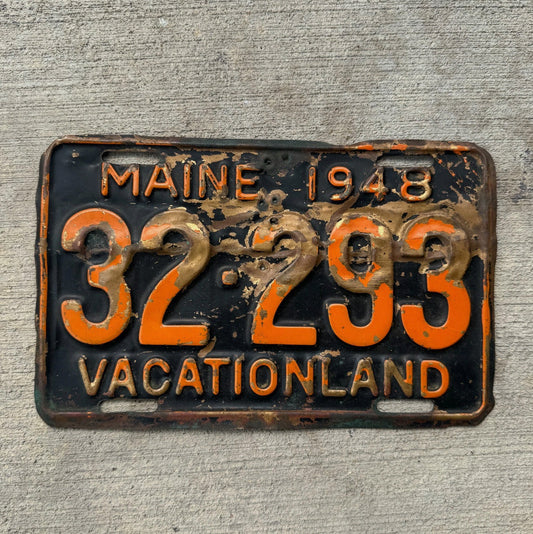 MAINE 1948
32·293
VACATIONLAND